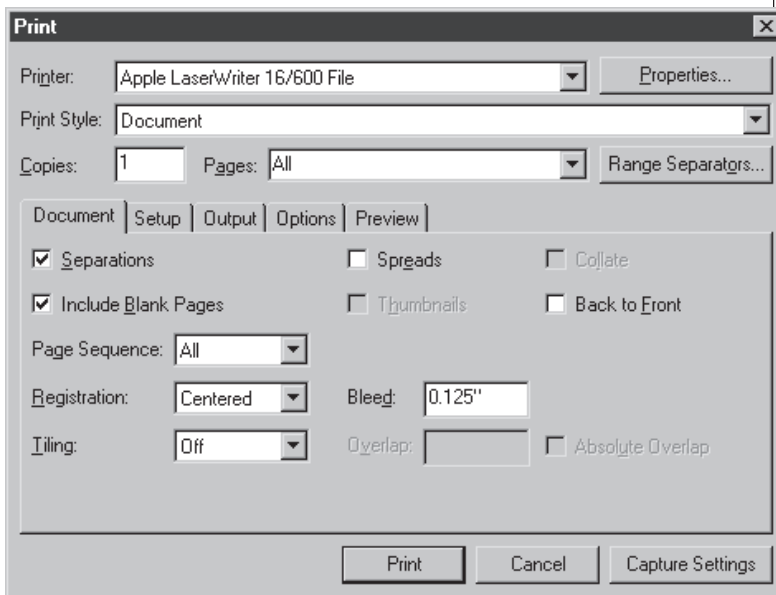 Print
Printer: Apple LaserWriter 16/600 File Properties...
Print Style: Document
Copies: 1 Pages: All Range Separators...
Document Setup Output Options Preview
Separations Spreads Collate
Include Blank Pages Thumbnails Back to Front
Page Sequence: All
Registration: Centered Bleed: 0.125"
Tiling: Off Overlap: Absolute Overlap
Print Cancel Capture Settings